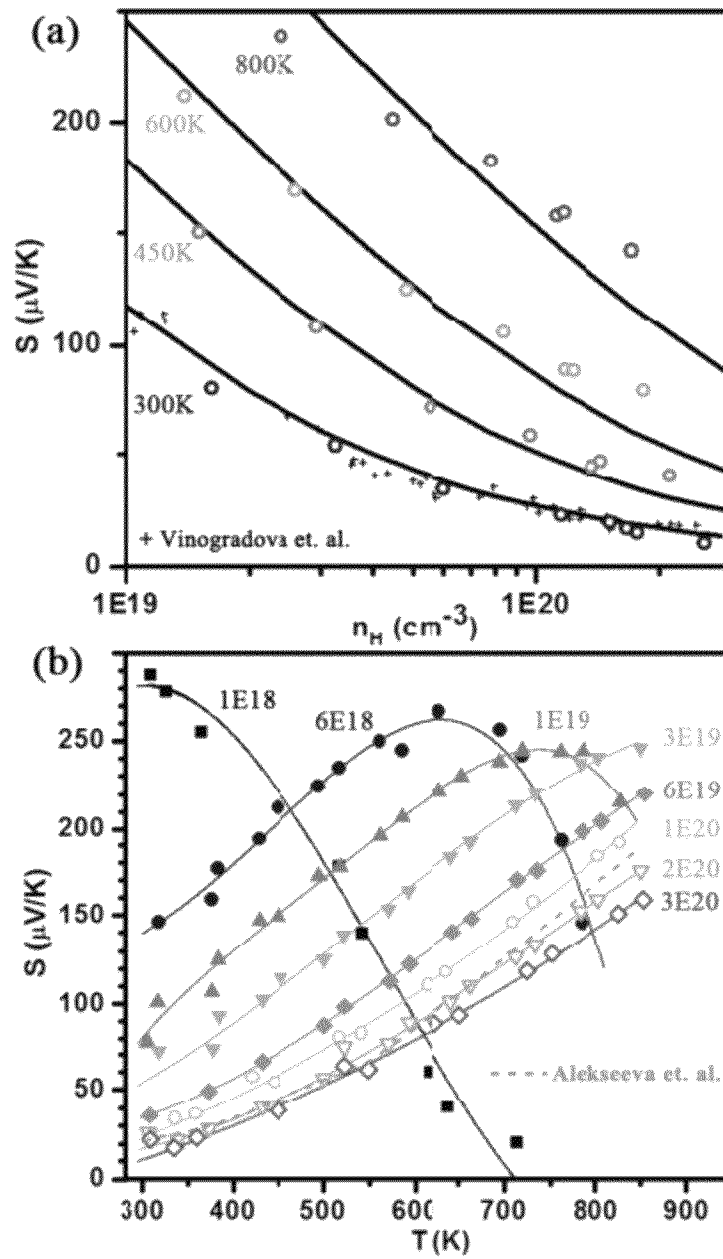 (a)
800K
200
600K
450K
S (μV/K)
100
300K
+ Vinogradova et. al.
0
1E19
1E20
n_H (cm⁻³)
(b)
1E18
6E18
1E19
3E19
250
6E19
200
1E20
2E20
150
3E20
S (μV/K)
100
Alekseeva et. al.
50
0
300 400 500 600 700 800 900
T (K)